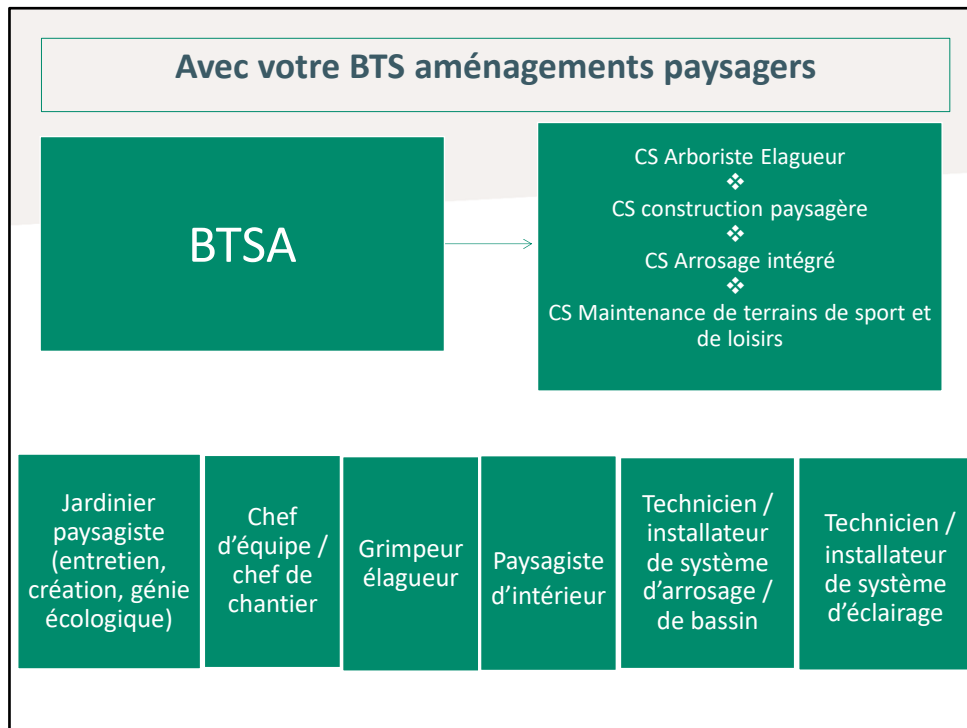 Avec votre BTS aménagements paysagers
BTSA
CS Arboriste Elagueur
❖
CS construction paysagère
❖
CS Arrosage intégré
❖
CS Maintenance de terrains de sport et
de loisirs
Jardinier
paysagiste
(entretien,
création, génie
écologique)
Chef
d’équipe /
chef de
chantier
Grimpeur
élagueur
Paysagiste
d’intérieur
Technicien /
installateur
de système
d’arrosage /
de bassin
Technicien /
installateur
de système
d’éclairage